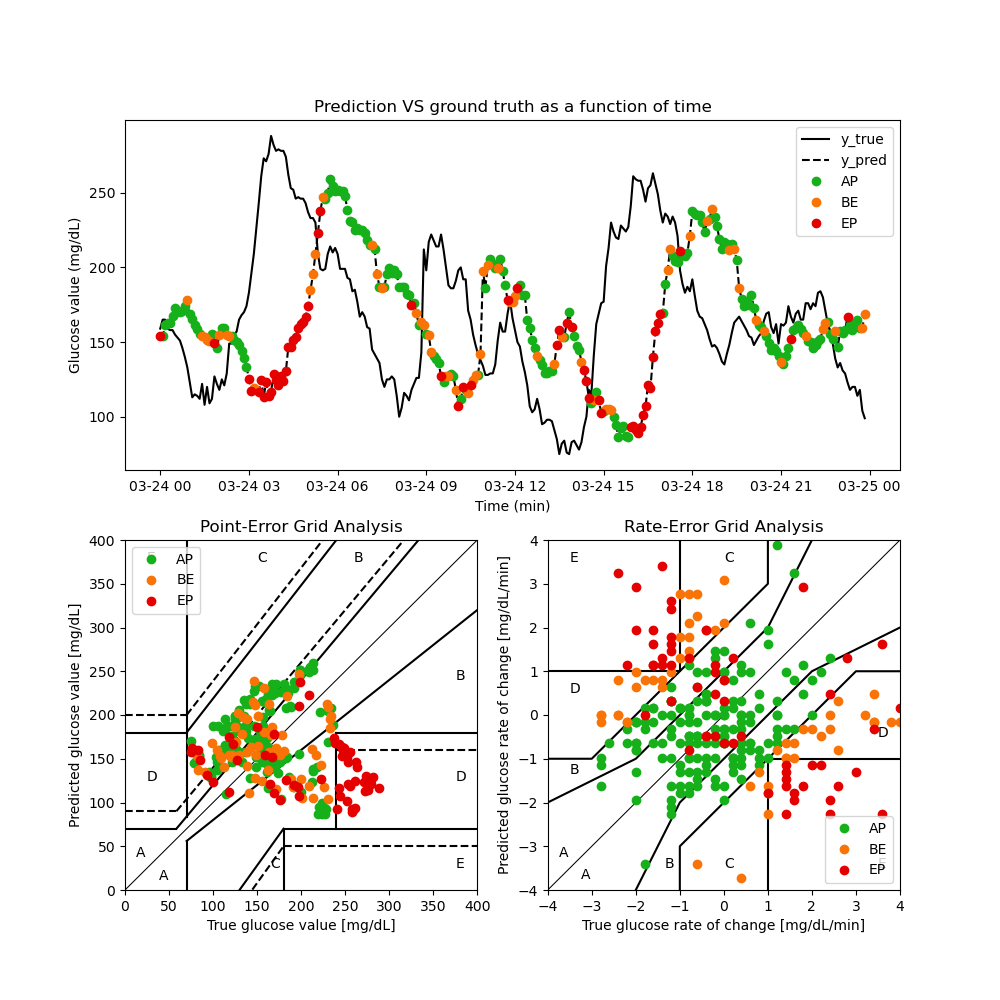 Prediction VS ground truth as a function of time
Glucose value (mg/dL)
250
200
150
100
y_true
y_pred
AP
BE
EP
03-24 00 03-24 03 03-24 06 03-24 09 03-24 12 03-24 15 03-24 18 03-24 21 03-25 00
Time (min)
Point-Error Grid Analysis
Predicted glucose value [mg/dL]
400
350
300
250
200
150
100
50
0
AP
BE
EP
C
B
B
D
D
A
A
C
E
0 50 100 150 200 250 300 350 400
True glucose value [mg/dL]
Rate-Error Grid Analysis
Predicted glucose rate of change [mg/dL/min]
4
3
2
1
0
−1
−2
−3
−4
E
C
D
D
B
A
A
B
C
AP
BE
EP
−4 −3 −2 −1 0 1 2 3 4
True glucose rate of change [mg/dL/min]